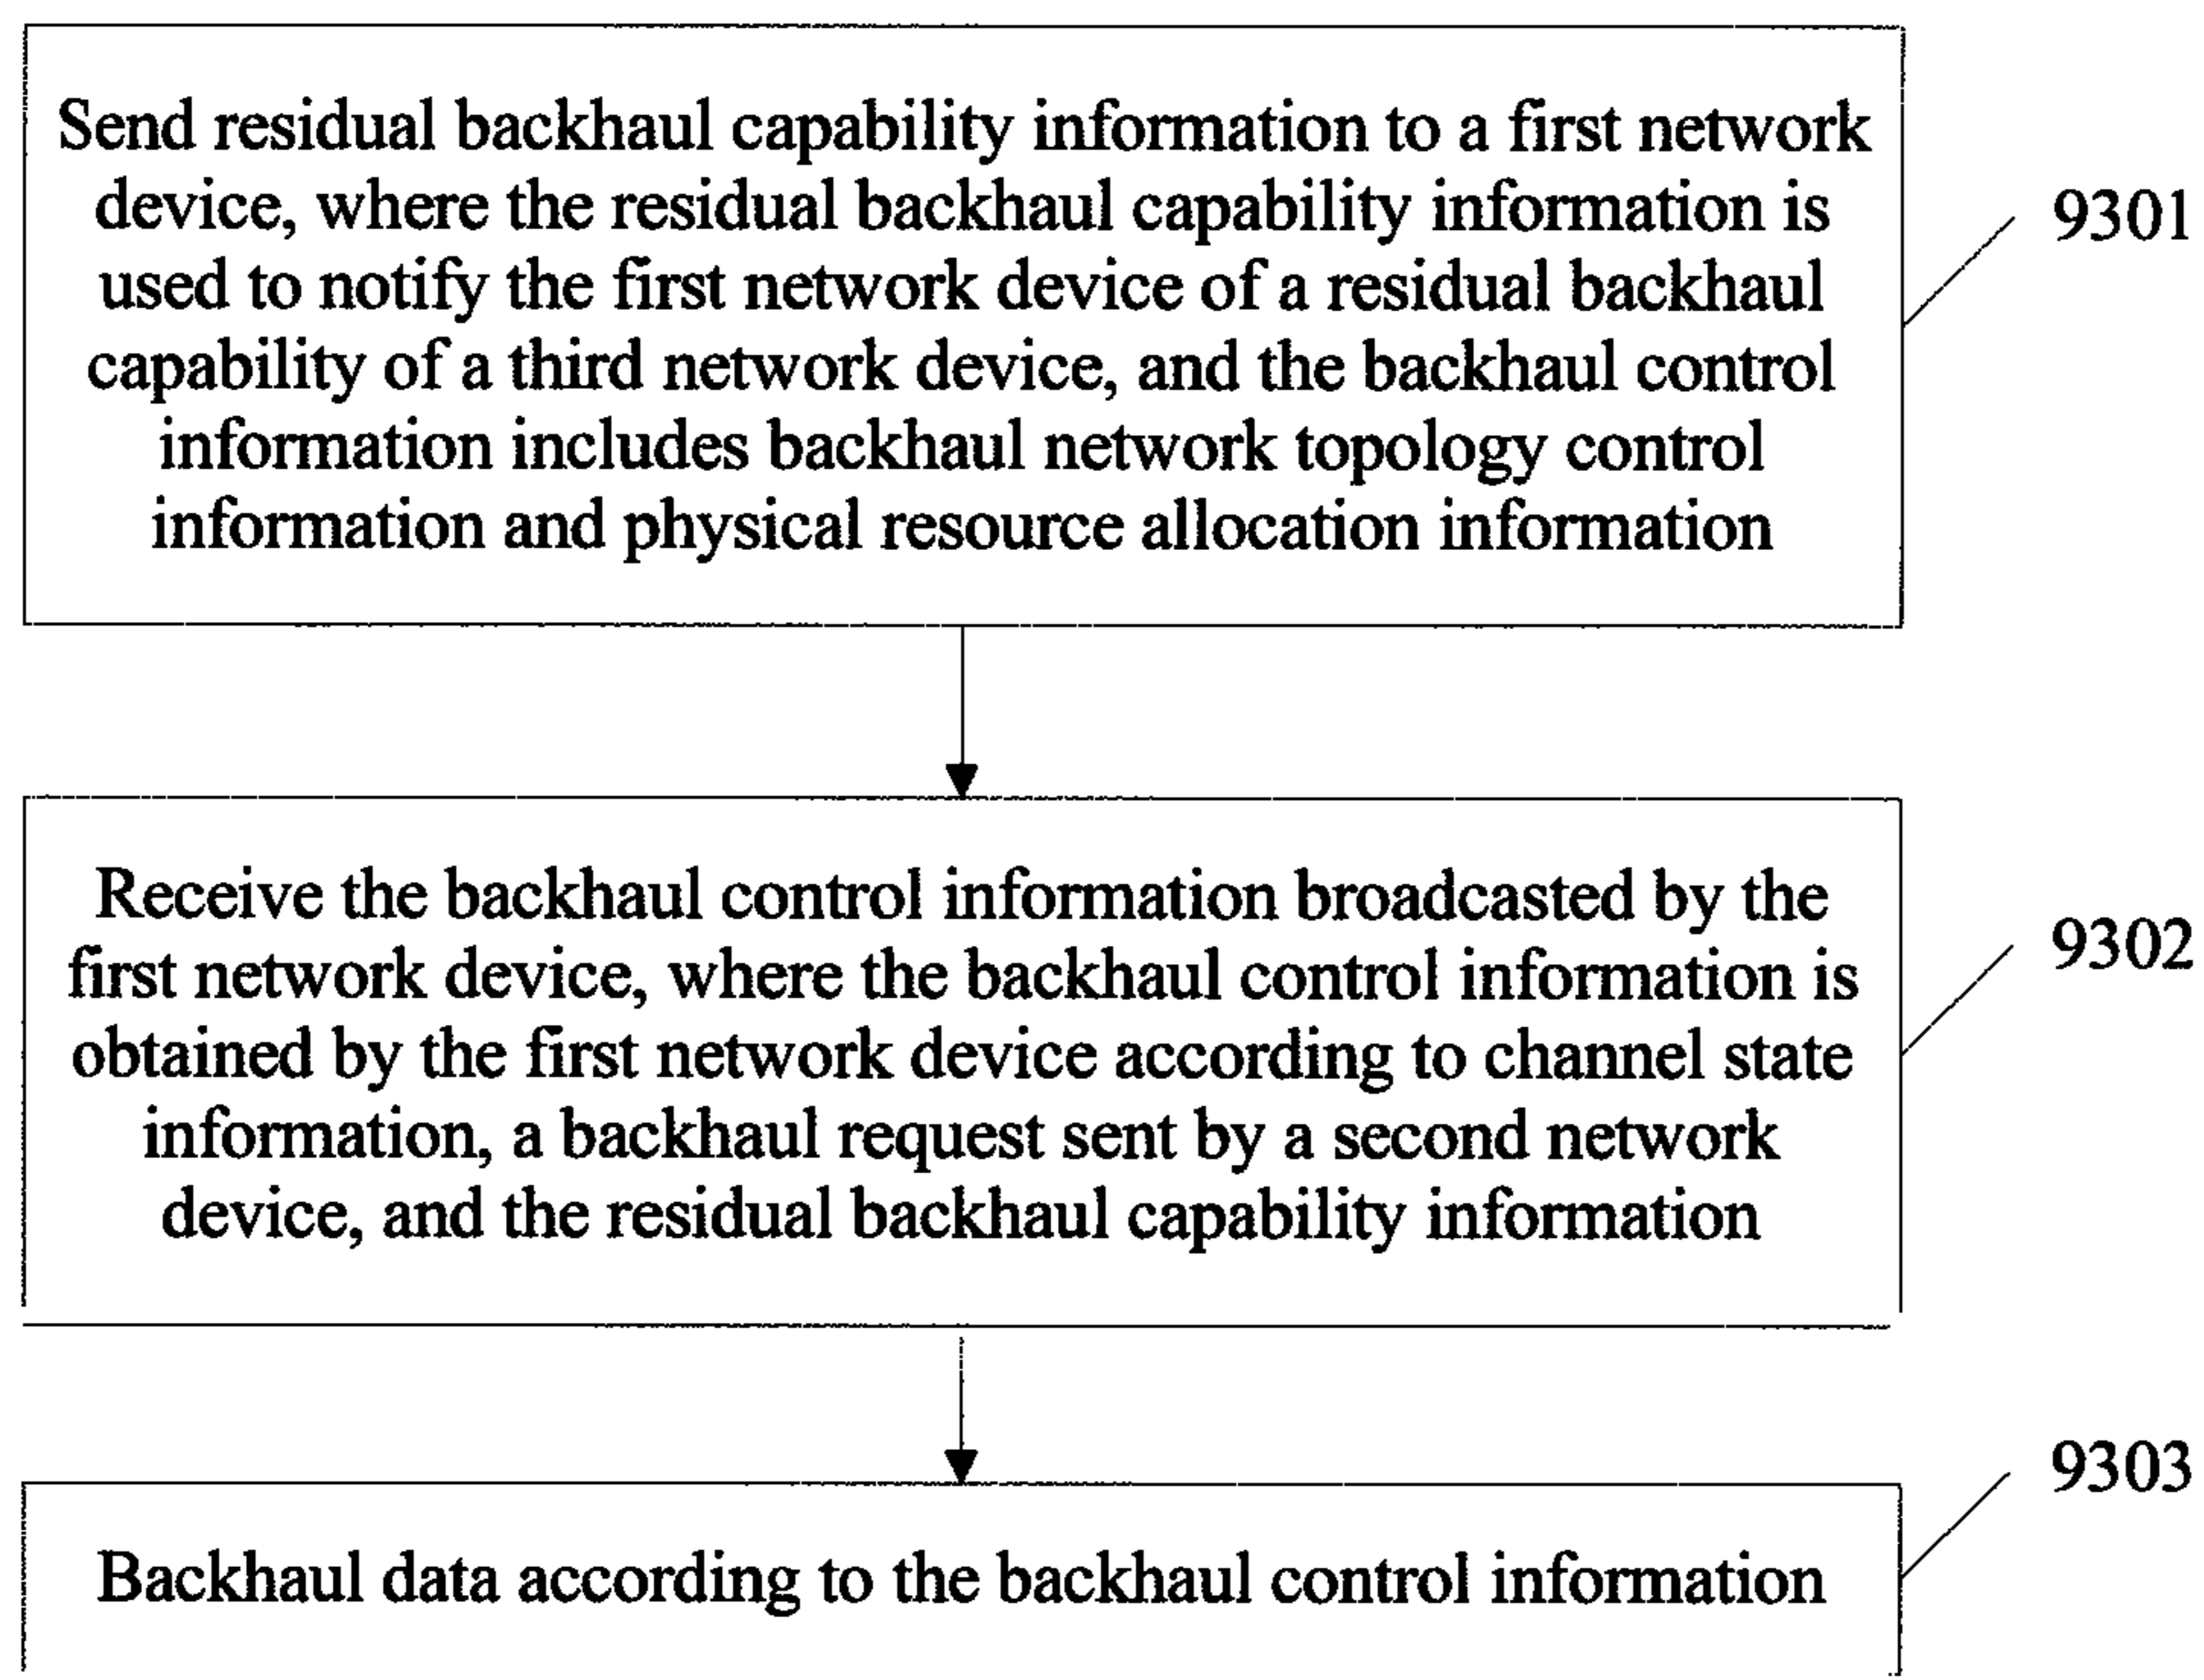 Send residual backhaul capability information to a first network
device, where the residual backhaul capability information is
used to notify the first network device of a residual backhaul
capability of a third network device, and the backhaul control
information includes backhaul network topology control
information and physical resource allocation information
9301
Receive the backhaul control information broadcasted by the
first network device, where the backhaul control information is
obtained by the first network device according to channel state
information, a backhaul request sent by a second network
device, and the residual backhaul capability information
9302
Backhaul data according to the backhaul control information
9303